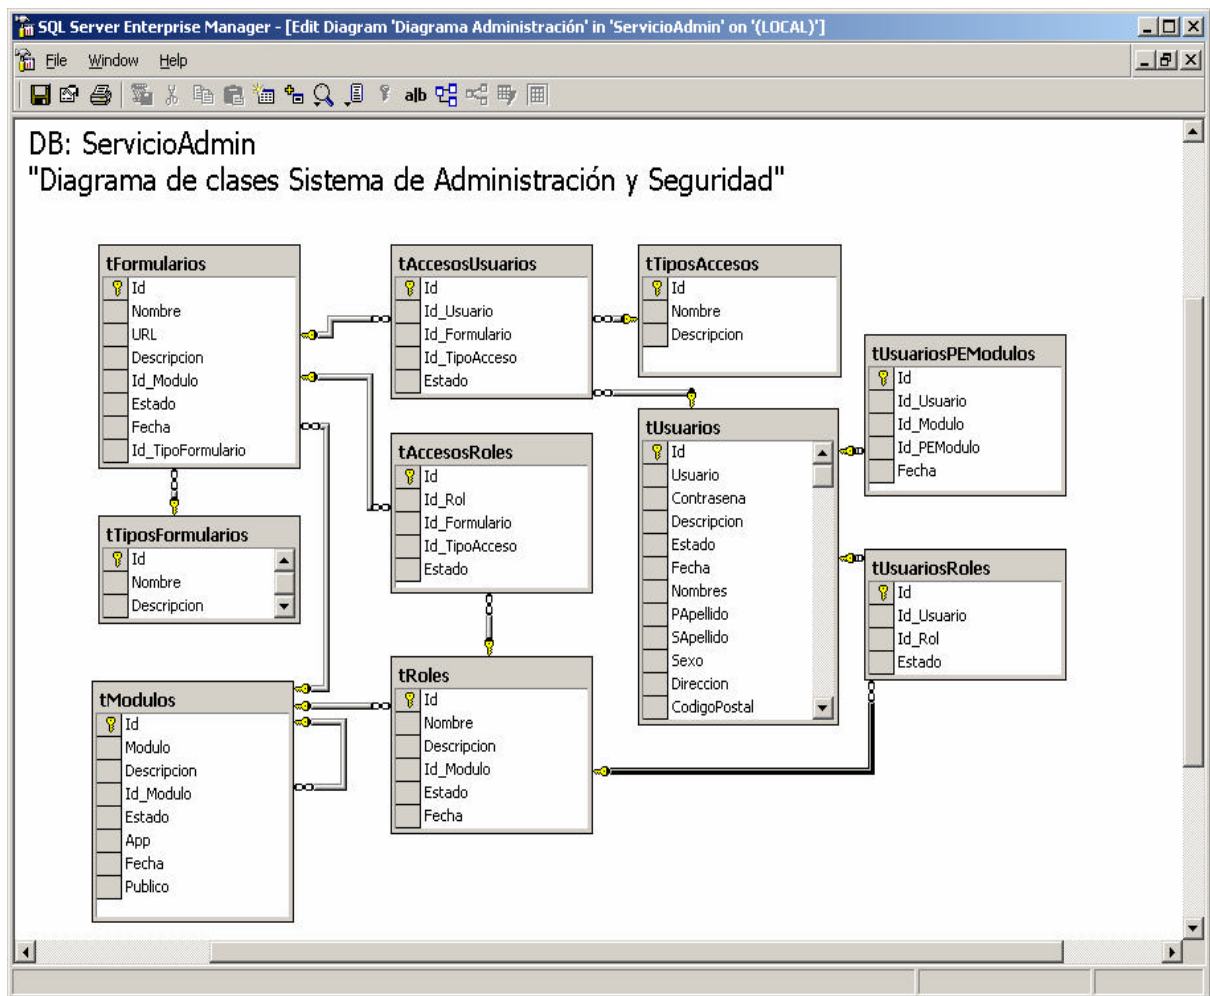 SQL Server Enterprise Manager - [Edit Diagram 'Diagrama Administración' in 'ServicioAdmin' on '(LOCAL)']
File Window Help
ab
DB: ServicioAdmin
"Diagrama de clases Sistema de Administración y Seguridad"
tFormularios
Id
Nombre
URL
Descripcion
Id_Modulo
Estado
Fecha
Id_TipoFormulario
tAccesosUsuarios
Id
Id_Usuario
Id_Formulario
Id_TipoAcceso
Estado
tTiposAccesos
Id
Nombre
Descripcion
tUsuariosPEModulos
Id
Id_Usuario
Id_Modulo
Id_PEModulo
Fecha
tUsuarios
Id
Usuario
Contrasena
Descripcion
Estado
Fecha
Nombres
PApellido
SApellido
Sexo
Direccion
CodigoPostal
tAccesosRoles
Id
Id_Rol
Id_Formulario
Id_TipoAcceso
Estado
tTiposFormularios
Id
Nombre
Descripcion
tUsuariosRoles
Id
Id_Usuario
Id_Rol
Estado
tModulos
Id
Modulo
Descripcion
Id_Modulo
Estado
App
Fecha
Publico
tRoles
Id
Nombre
Descripcion
Id_Modulo
Estado
Fecha